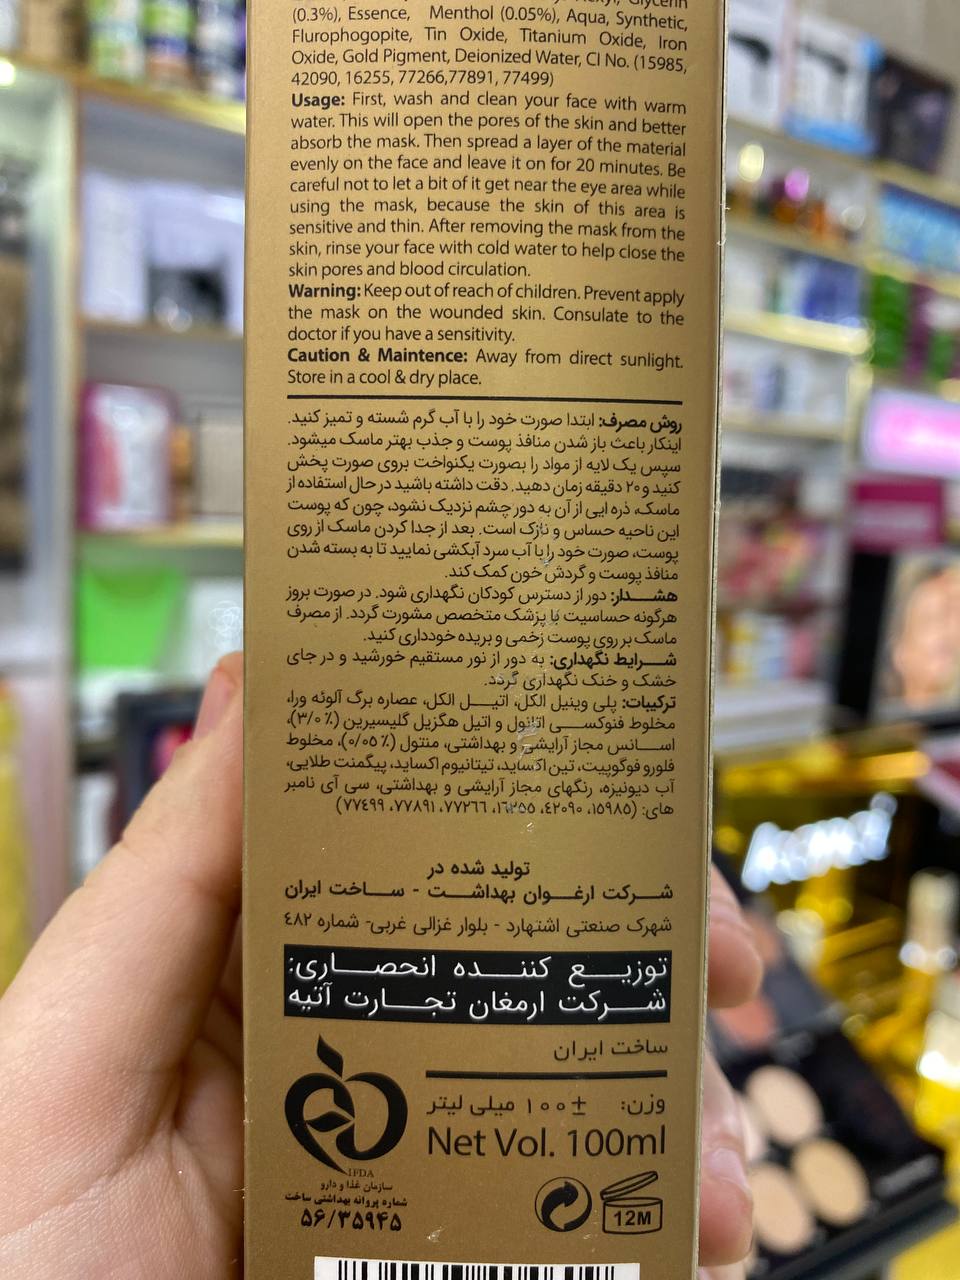 Glycerin
(0.3%), Essence, Menthol (0.05%), Aqua, Synthetic,
Flurophogopite, Tin Oxide, Titanium Oxide, Iron
Oxide, Gold Pigment, Deionized Water, CI No. (15985,
42090, 16255, 77266,77891, 77499)
Usage: First, wash and clean your face with warm
water. This will open the pores of the skin and better
absorb the mask. Then spread a layer of the material
evenly on the face and leave it on for 20 minutes. Be
careful not to let a bit of it get near the eye area while
using the mask, because the skin of this area is
sensitive and thin. After removing the mask from the
skin, rinse your face with cold water to help close the
skin pores and blood circulation.
Warning: Keep out of reach of children. Prevent apply
the mask on the wounded skin. Consulate to the
doctor if you have a sensitivity.
Caution & Maintence: Away from direct sunlight.
Store in a cool & dry place.
روش مصرف: ابتدا صورت خود را با آب گرم شسته و تمیز کنید.
اینکار باعث باز شدن منافذ پوست و جذب بهتر ماسک میشود.
سپس یک لایه از مواد را بصورت یکنواخت بروی صورت پخش
کنید و ۲۰ دقیقه زمان دهید. دقت داشته باشید در حال استفاده از
ماسک، ذره ایی از آن به دور چشم نزدیک نشود، چون که پوست
این ناحیه حساس و نازک است. بعد از جدا کردن ماسک از روی
پوست، صورت خود را با آب سرد آبکشی نمایید تا به بسته شدن
منافذ پوست و گردش خون کمک کند.
هشدار: دور از دسترس کودکان نگهداری شود. در صورت بروز
هرگونه حساسیت با پزشک متخصص مشورت گردد. از مصرف
ماسک بر روی پوست زخمی و بریده خودداری کنید.
شرایط نگهداری: به دور از نور مستقیم خورشید و در جای
خشک و خنک نگهداری گردد.
ترکیبات: پلی وینیل الکل، اتیل الکل، عصاره برگ آلوئه ورا،
مخلوط فنوکسی اتانول و اتیل هگزیل گلیسیرین (٪۳/۰)،
اسانس مجاز آرایشی و بهداشتی، منتول (٪۰/۰۵)، مخلوط
فلورو فوگوپیت، تین اکساید، تیتانیوم اکساید، پیگمنت طلایی،
آب دیونیزه، رنگهای مجاز آرایشی و بهداشتی، سی آی نامبر
های: (۱۵۹۸۵، ۴۲۰۹۰، ۱۶۲۵۵، ۷۷۲۶۶، ۷۷۸۹۱، ۷۷۴۹۹)
تولید شده در
شرکت ارغوان بهداشت - ساخت ایران
شهرک صنعتی اشتهارد - بلوار غزالی غربی- شماره ۴۸۲
توزیع کننده انحصاری:
شرکت ارمغان تجارت آتیه
ساخت ایران
وزن: ±۱۰۰ میلی لیتر
Net Vol. 100ml
IFDA
سازمان غذا و دارو
شماره پروانه بهداشتی ساخت
۵۶/۳۵۹۴۵
12M